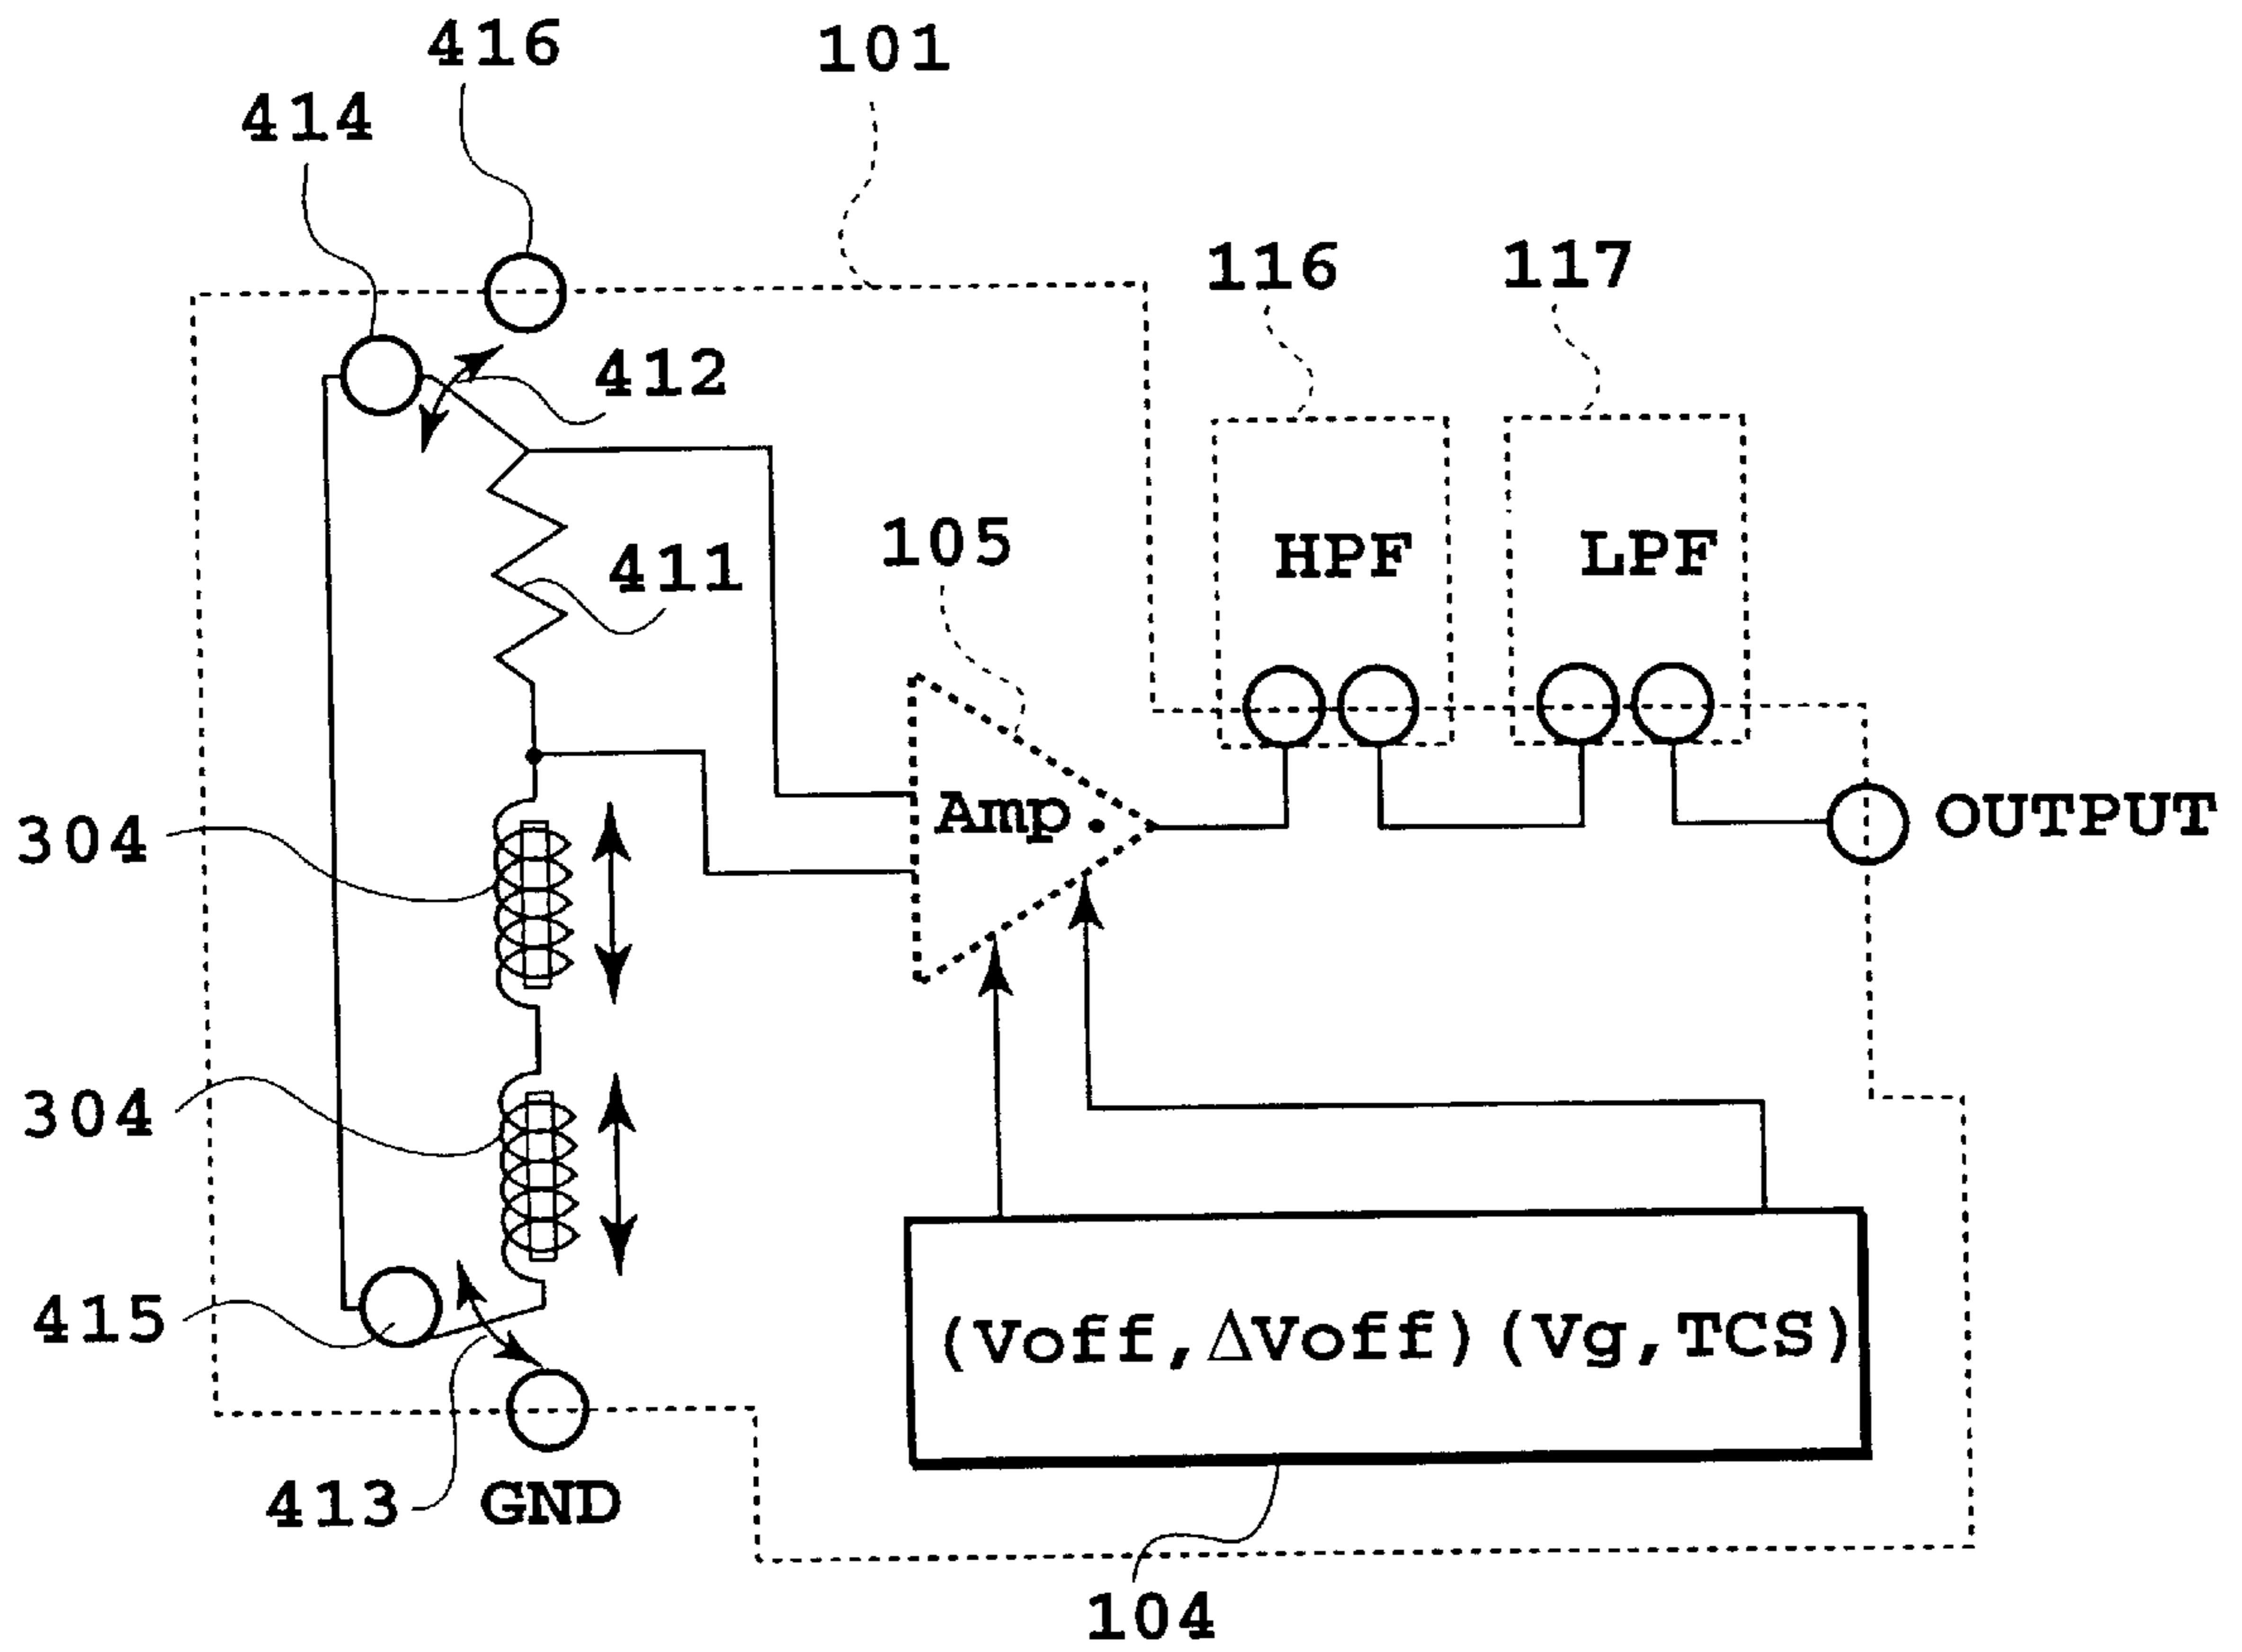 416
101
414
116
117
412
105
HPF
LPF
411
304
Amp.
OUTPUT
304
415
(Voff,ΔVoff)(Vg,TCS)
413
GND
104